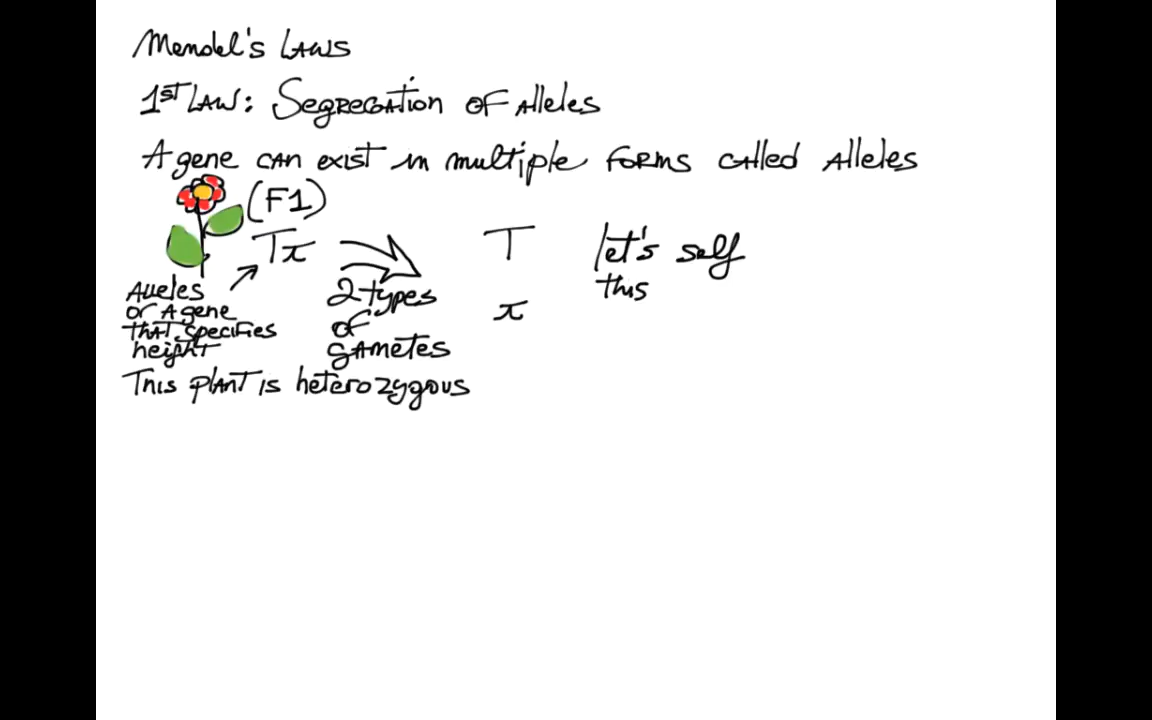 Mendel's Laws
1st Law: Segregation of Alleles
A gene can exist in multiple forms called Alleles
(F1)
Tt
T
let's self
this
Alleles
or A gene
that specifies
height
2 types
of
gametes
t
This plant is heterozygous